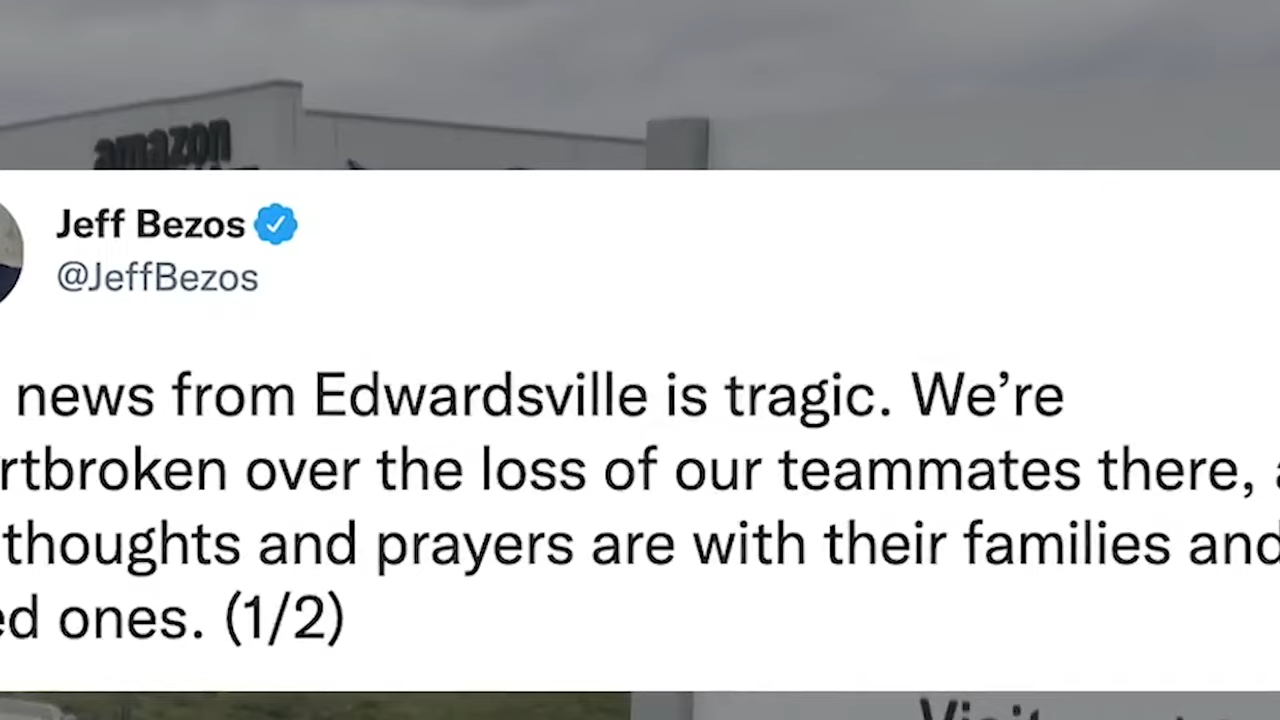 amazon
Jeff Bezos
@JeffBezos
news from Edwardsville is tragic. We’re
rtbroken over the loss of our teammates there, a
thoughts and prayers are with their families and
ed ones. (1/2)
Visit